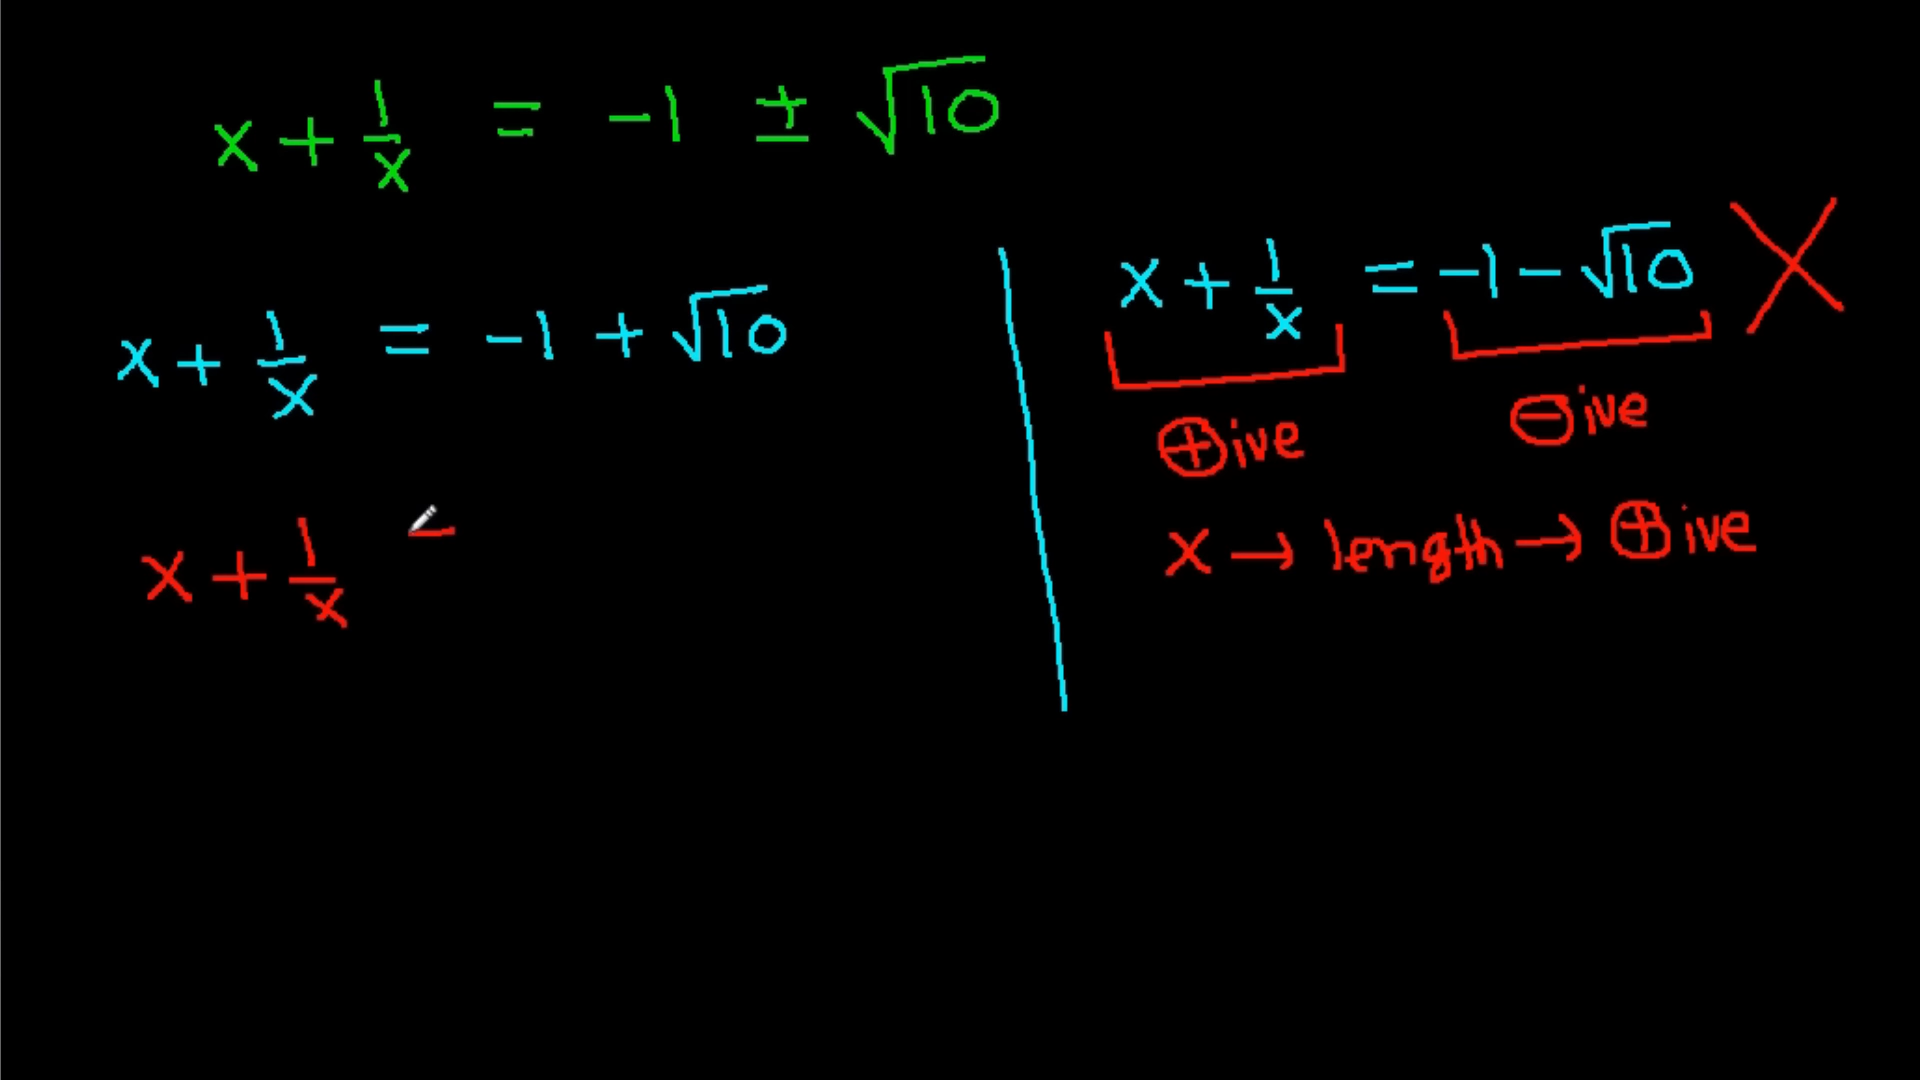 x + 1/x = -1 ± √10
x + 1/x = -1 + √10
x + 1/x
x + 1/x = -1 - √10 X
⊕ive ⊖ive
x → length → ⊕ive